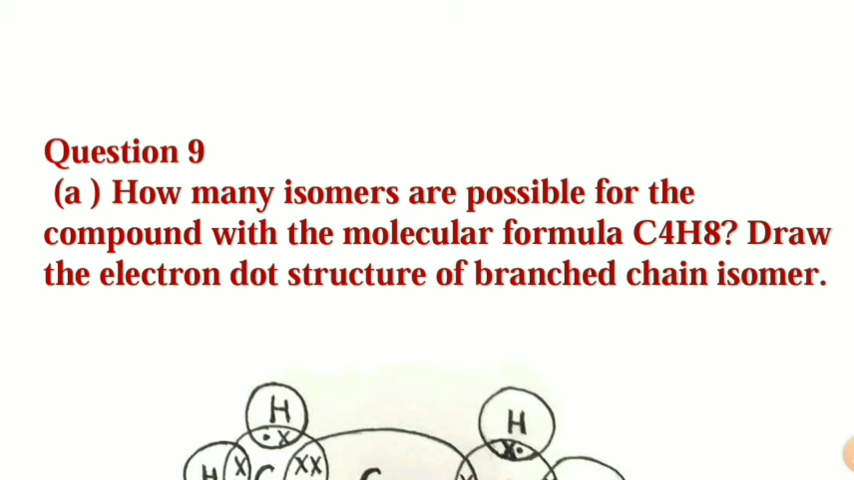 Question 9
(a ) How many isomers are possible for the
compound with the molecular formula C4H8? Draw
the electron dot structure of branched chain isomer.
H
H
• X
X•
H X C XX C